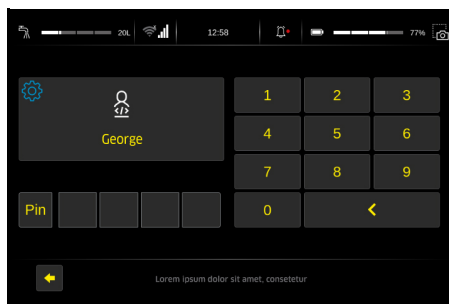 20L 12:58 77%
George
1 2 3
4 5 6
7 8 9
Pin 0
Lorem ipsum dolor sit amet, consetetur